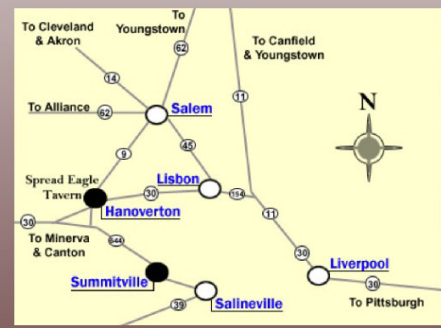 To
Youngstown
To Cleveland
& Akron
62
To Canfield
& Youngstown
14
To Alliance
62
Salem
11
N
9
45
Spread Eagle
Tavern
Lisbon
30
154
Hanoverton
11
30
To Minerva
& Canton
644
30
Liverpool
30
Summitville
Salineville
39
To Pittsburgh